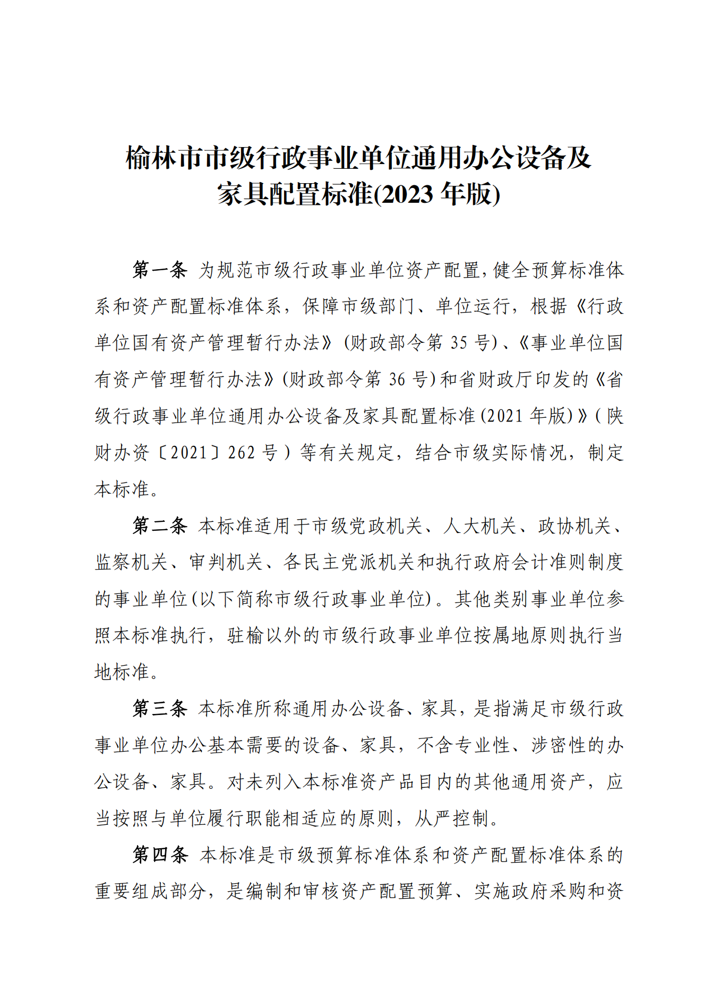 榆林市市级行政事业单位通用办公设备及
家具配置标准(2023 年版)
第一条 为规范市级行政事业单位资产配置,健全预算标准体
系和资产配置标准体系，保障市级部门、单位运行，根据《行政
单位国有资产管理暂行办法》(财政部令第 35 号)、《事业单位国
有资产管理暂行办法》(财政部令第 36 号)和省财政厅印发的《省
级行政事业单位通用办公设备及家具配置标准(2021 年版)》(陕
财办资〔2021〕262 号）等有关规定，结合市级实际情况，制定
本标准。
第二条 本标准适用于市级党政机关、人大机关、政协机关、
监察机关、审判机关、各民主党派机关和执行政府会计准则制度
的事业单位(以下简称市级行政事业单位)。其他类别事业单位参
照本标准执行，驻榆以外的市级行政事业单位按属地原则执行当
地标准。
第三条 本标准所称通用办公设备、家具，是指满足市级行政
事业单位办公基本需要的设备、家具，不含专业性、涉密性的办
公设备、家具。对未列入本标准资产品目内的其他通用资产，应
当按照与单位履行职能相适应的原则，从严控制。
第四条 本标准是市级预算标准体系和资产配置标准体系的
重要组成部分，是编制和审核资产配置预算、实施政府采购和资